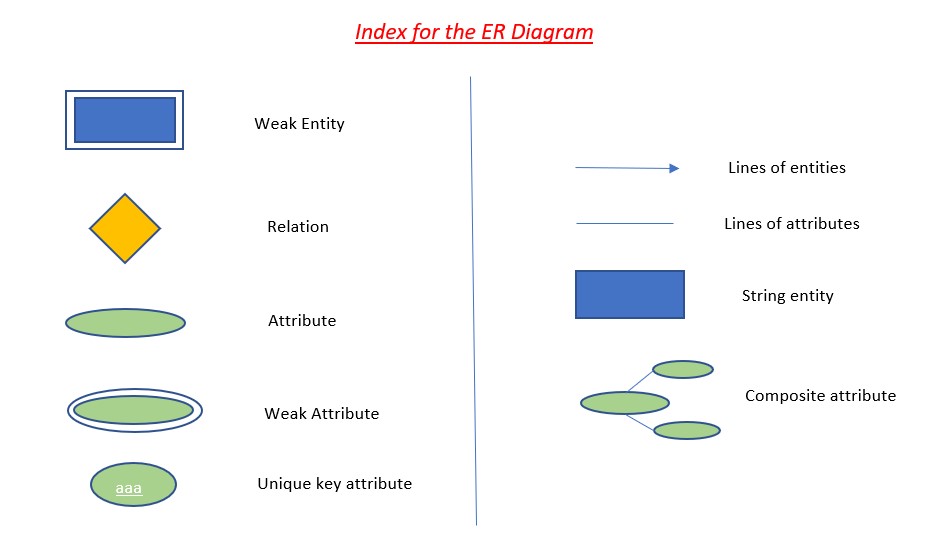 Index for the ER Diagram
Weak Entity
Relation
Attribute
Weak Attribute
aaa
Unique key attribute
Lines of entities
Lines of attributes
String entity
Composite attribute